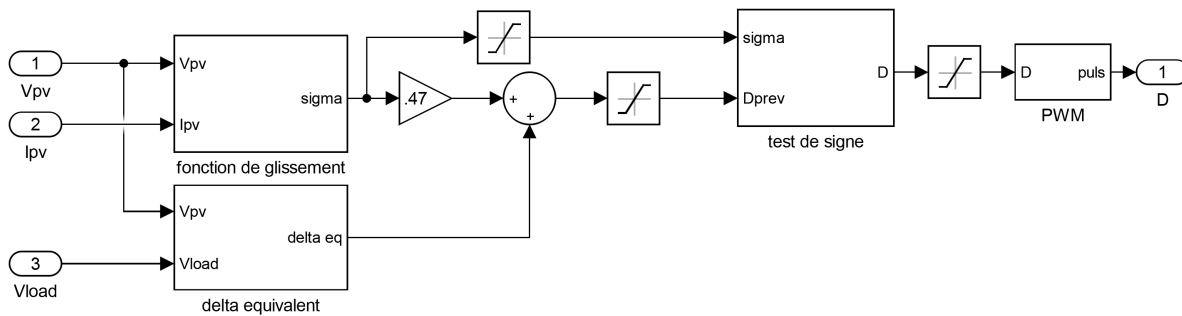 1
Vpv
2
Ipv
3
Vload
Vpv
Ipv
sigma
fonction de glissement
Vpv
Vload
delta eq
delta equivalent
.47
+
+
sigma
Dprev
D
test de signe
D
puls
PWM
1
D